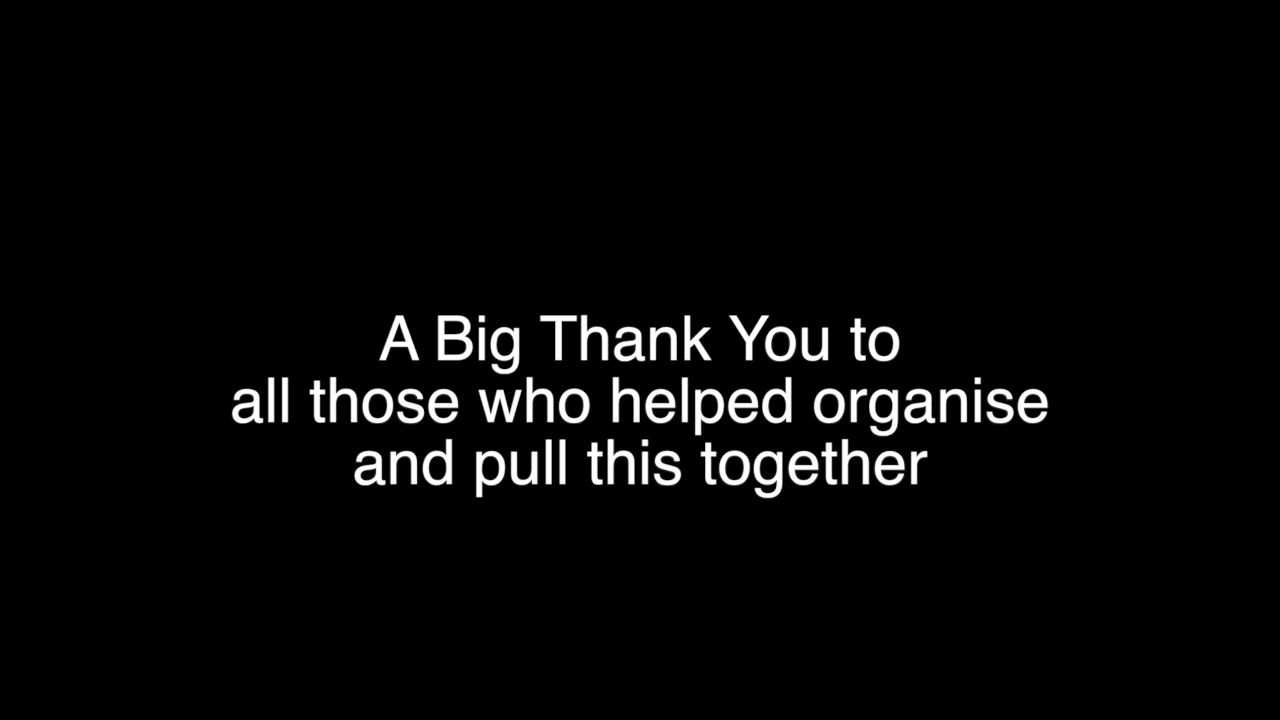 A Big Thank You to
all those who helped organise
and pull this together